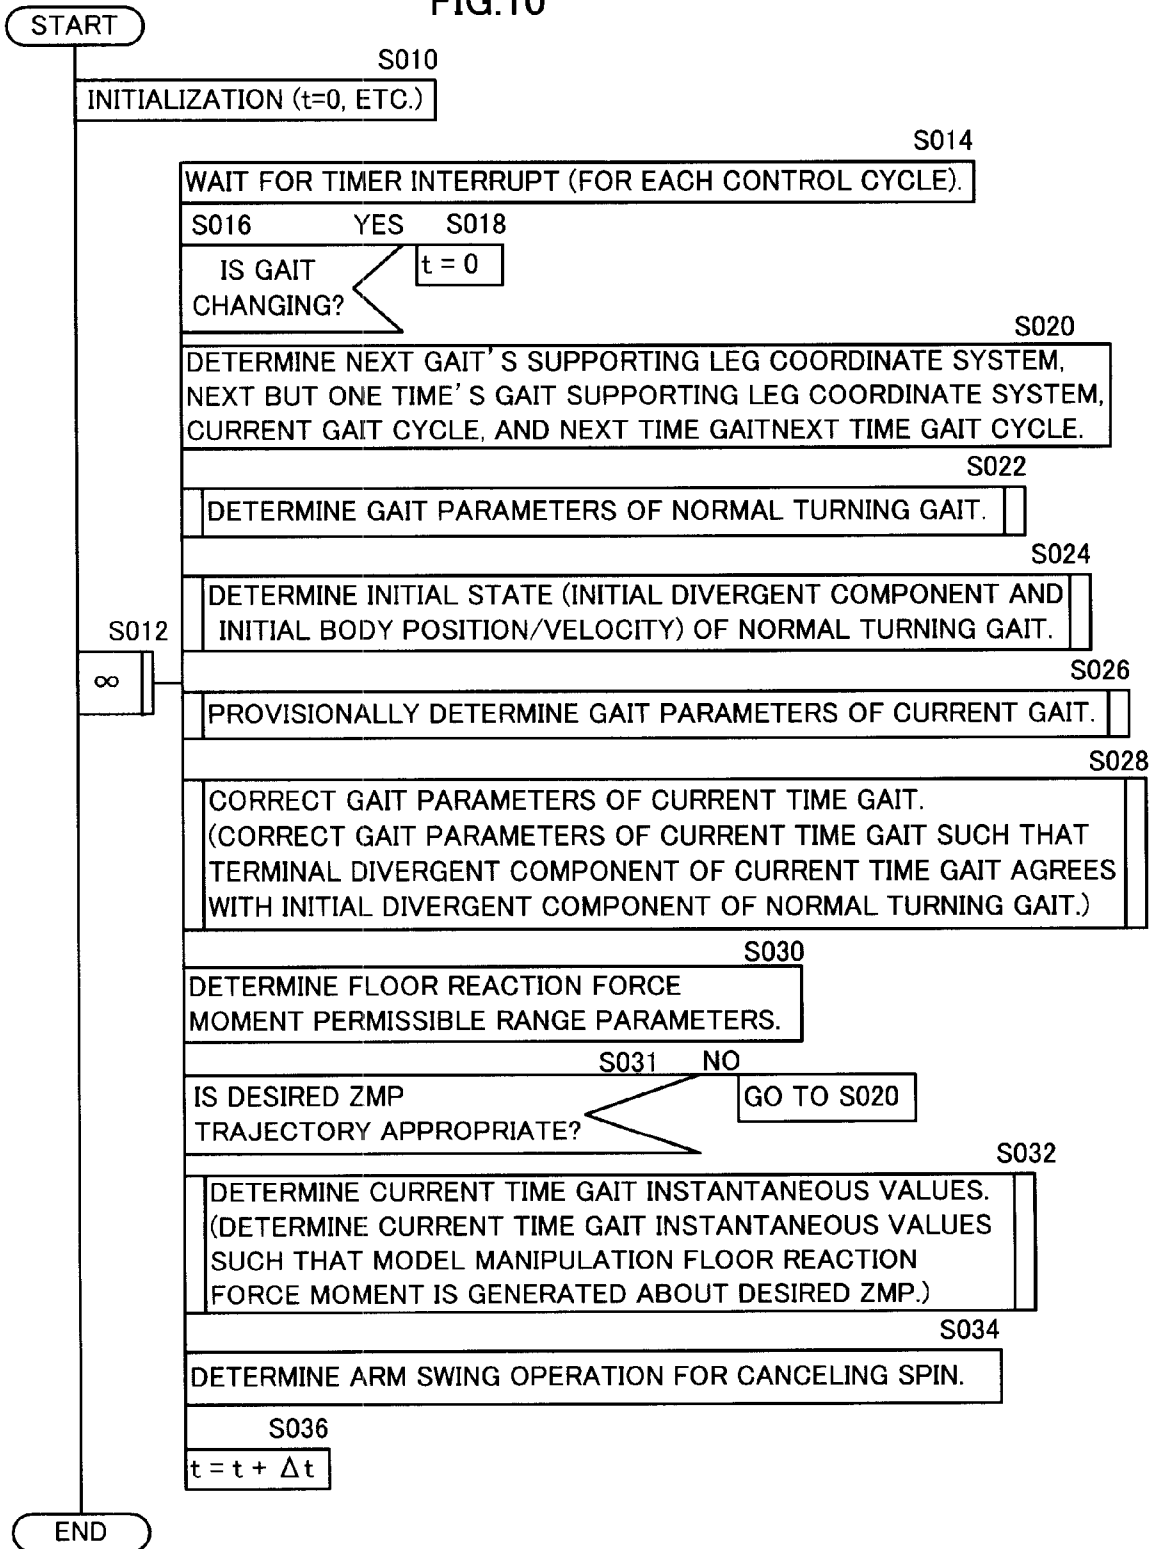 FIG.10
START
S010
INITIALIZATION (t=0, ETC.)
S014
WAIT FOR TIMER INTERRUPT (FOR EACH CONTROL CYCLE).
S016 YES S018
IS GAIT
CHANGING?
t = 0
S020
DETERMINE NEXT GAIT'S SUPPORTING LEG COORDINATE SYSTEM,
NEXT BUT ONE TIME'S GAIT SUPPORTING LEG COORDINATE SYSTEM,
CURRENT GAIT CYCLE, AND NEXT TIME GAITNEXT TIME GAIT CYCLE.
S022
DETERMINE GAIT PARAMETERS OF NORMAL TURNING GAIT.
S024
DETERMINE INITIAL STATE (INITIAL DIVERGENT COMPONENT AND
INITIAL BODY POSITION/VELOCITY) OF NORMAL TURNING GAIT.
S012
∞
S026
PROVISIONALLY DETERMINE GAIT PARAMETERS OF CURRENT GAIT.
S028
CORRECT GAIT PARAMETERS OF CURRENT TIME GAIT.
(CORRECT GAIT PARAMETERS OF CURRENT TIME GAIT SUCH THAT
TERMINAL DIVERGENT COMPONENT OF CURRENT TIME GAIT AGREES
WITH INITIAL DIVERGENT COMPONENT OF NORMAL TURNING GAIT.)
S030
DETERMINE FLOOR REACTION FORCE
MOMENT PERMISSIBLE RANGE PARAMETERS.
S031 NO
IS DESIRED ZMP
TRAJECTORY APPROPRIATE?
GO TO S020
S032
DETERMINE CURRENT TIME GAIT INSTANTANEOUS VALUES.
(DETERMINE CURRENT TIME GAIT INSTANTANEOUS VALUES
SUCH THAT MODEL MANIPULATION FLOOR REACTION
FORCE MOMENT IS GENERATED ABOUT DESIRED ZMP.)
S034
DETERMINE ARM SWING OPERATION FOR CANCELING SPIN.
S036
t = t + Δt
END